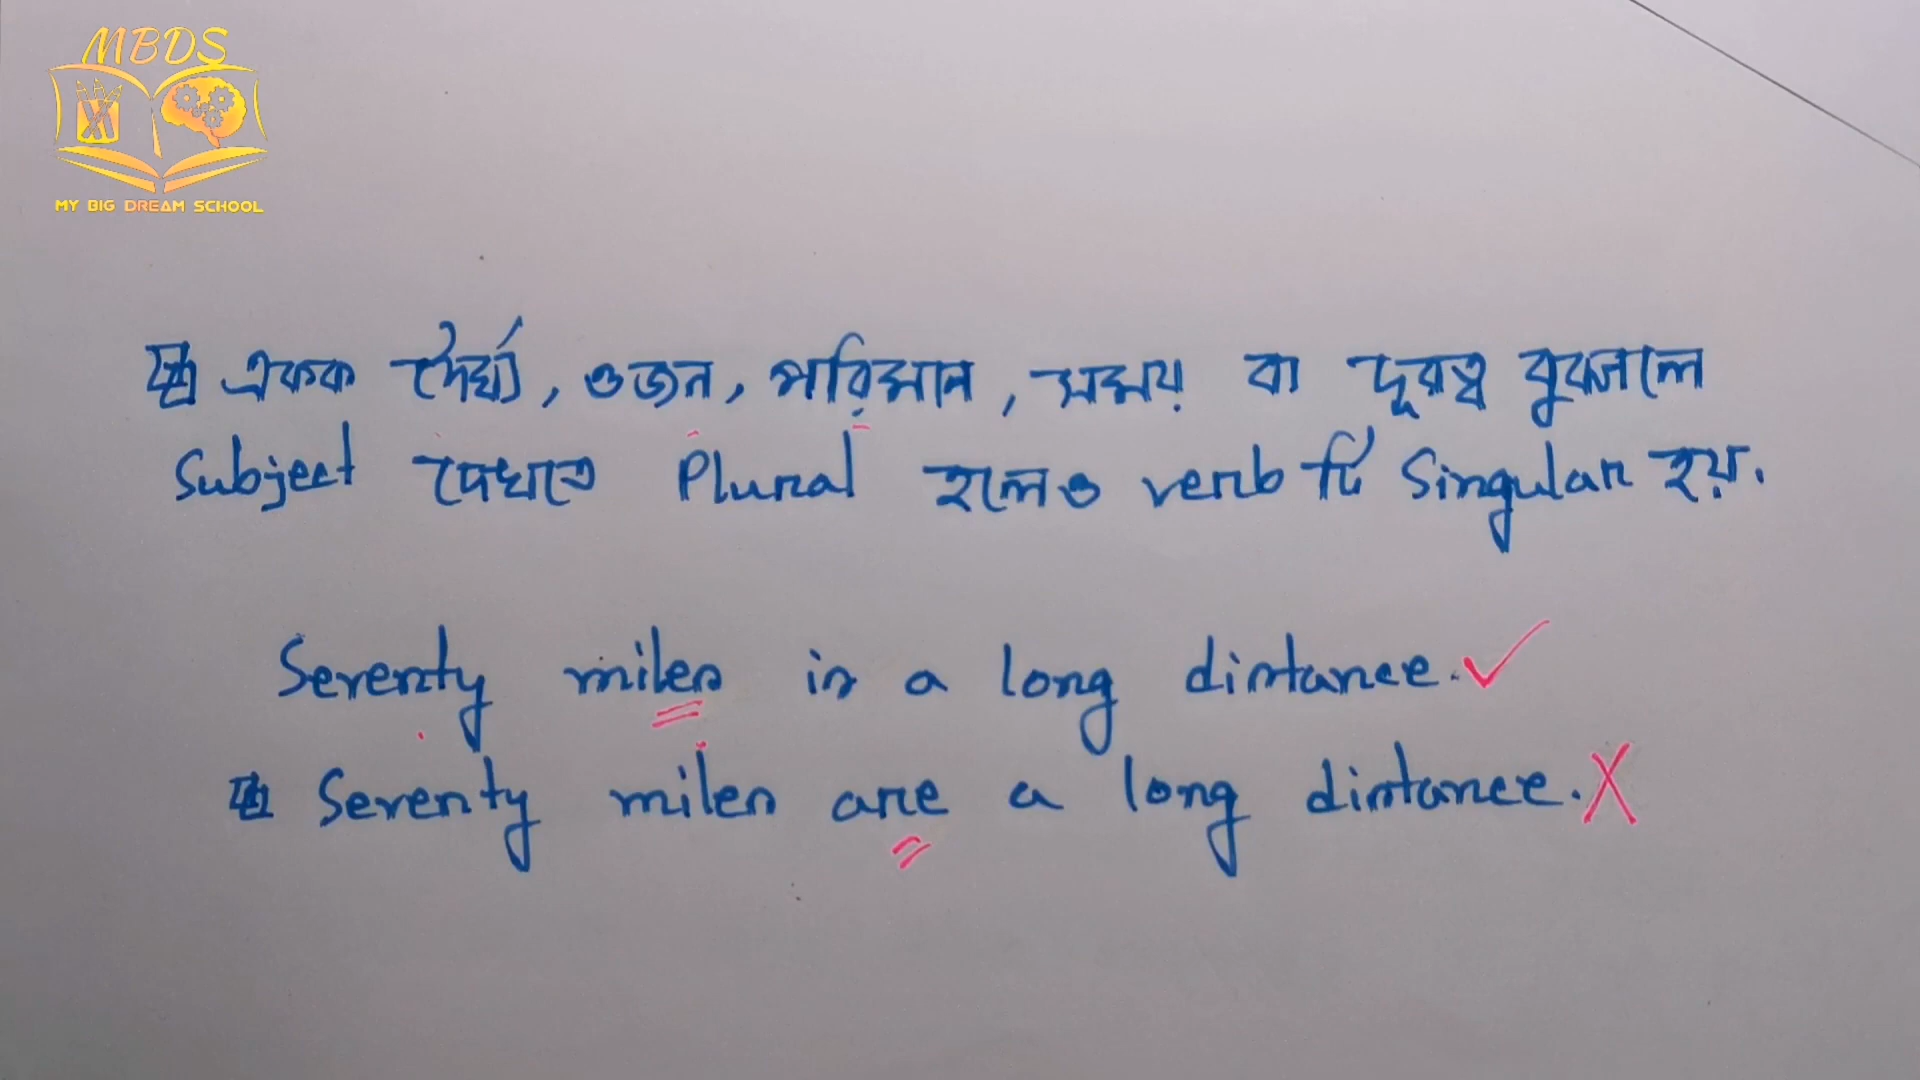 MBDS
MY BIG DREAM SCHOOL
একক দৈর্ঘ্য, ওজন, পরিমান, সময় বা দূরত্ব বুঝালে
Subject দেখতে Plural হলেও verb টি Singular হয়.
Seventy miles is a long distance. ✓
Seventy miles are a long distance. X